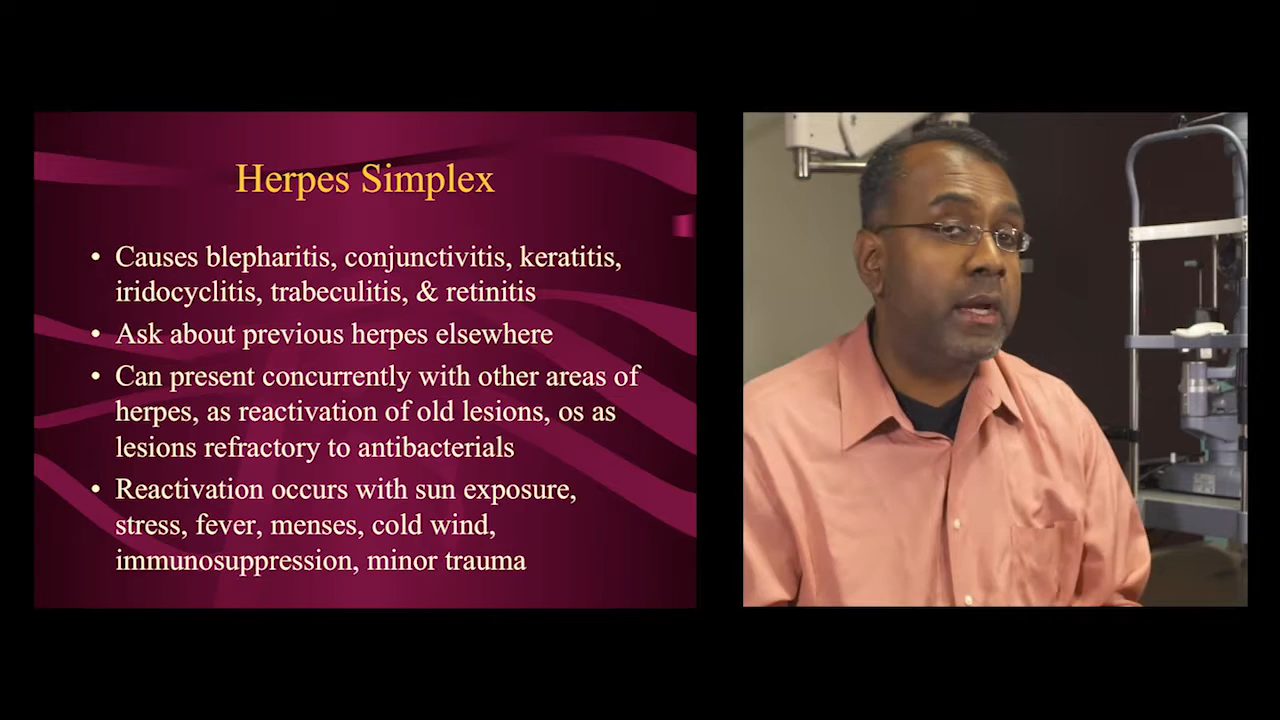 Herpes Simplex
• Causes blepharitis, conjunctivitis, keratitis,
iridocyclitis, trabeculitis, & retinitis
• Ask about previous herpes elsewhere
• Can present concurrently with other areas of
herpes, as reactivation of old lesions, os as
lesions refractory to antibacterials
• Reactivation occurs with sun exposure,
stress, fever, menses, cold wind,
immunosuppression, minor trauma